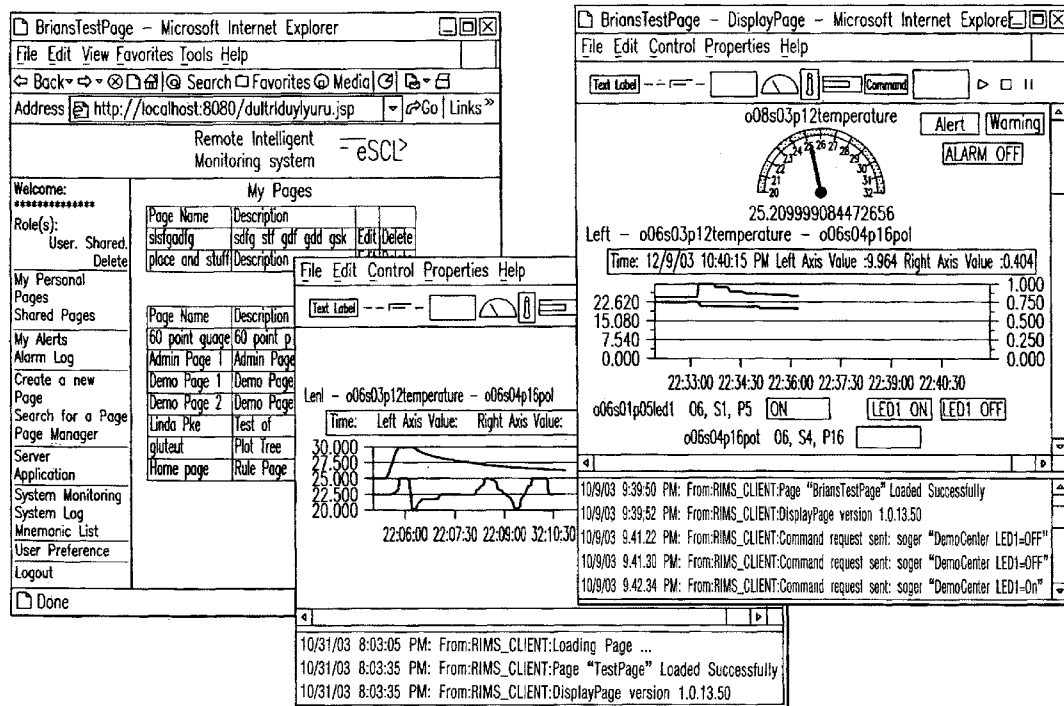 BriansTestPage - Microsoft Internet Explorer
File Edit View Favorites Tools Help
Back Search Favorites Media
Address http://localhost:8080/dultriduylyuru.jsp Go Links »
Remote Intelligent
Monitoring system eSCL>
Welcome:
**************
Role(s):
User. Shared.
Delete
My Personal
Pages
Shared Pages
My Alerts
Alarm Log
Create a new
Page
Search for a Page
Page Manager
Server
Application
System Monitoring
System Log
Mnemonic List
User Preference
Logout
My Pages
Page Name Description
slsfgadfg sdfg stf gdf gdd gsk Edit Delete
place and stuff Description Edit Delete
Page Name Description
60 point guage 60 point p
Admin Page 1 Admin Page
Demo Page 1 Demo Page
Demo Page 2 Demo Page
Linda Pke Test of
gluteut Plot Tree
Home page Rule Page
Done
File Edit Control Properties Help
Text Label
Lenl - o06s03p12temperature - o06s04p16pol
Time: Left Axis Value: Right Axis Value:
30.000
27.500
25.000
22.500
20.000
22:06:00 22:07:30 22:09:00 32:10:30
10/31/03 8:03:05 PM: From:RIMS_CLIENT:Loading Page ...
10/31/03 8:03:35 PM: From:RIMS_CLIENT:Page "TestPage" Loaded Successfully
10/31/03 8:03:35 PM: From:RIMS_CLIENT:DisplayPage version 1.0.13.50
BriansTestPage - DisplayPage - Microsoft Internet Explore
File Edit Control Properties Help
Text Label Command
o08s03p12temperature
Alert Warning
ALARM OFF
20 21 22 23 24 25 26 27 28 29 30 31 32
25.209999084472656
Left - o06s03p12temperature - o06s04p16pol
Time: 12/9/03 10:40:15 PM Left Axis Value :9.964 Right Axis Value :0.404
22.620
15.080
7.540
0.000
1.000
0.750
0.500
0.250
0.000
22:33:00 22:34:30 22:36:00 22:37:30 22:39:00 22:40:30
o06s01p05led1 06, S1, P5 ON LED1 ON LED1 OFF
o06s04p16pot 06, S4, P16
10/9/03 9:39:50 PM: From:RIMS_CLIENT:Page "BriansTestPage" Loaded Successfully
10/9/03 9:39;52 PM: From:RIMS_CLIENT:DisplayPage version 1.0.13.50
10/9/03 9.41.22 PM: From:RIMS_CLIENT:Command request sent: soger "DemoCenter LED1=OFF"
10/9/03 9.41.30 PM: From:RIMS_CLIENT:Command request sent: soger "DemoCenter LED1=OFF"
10/9/03 9.42.34 PM: From:RIMS_CLIENT:Command request sent: soger "DemoCenter LED1=On"